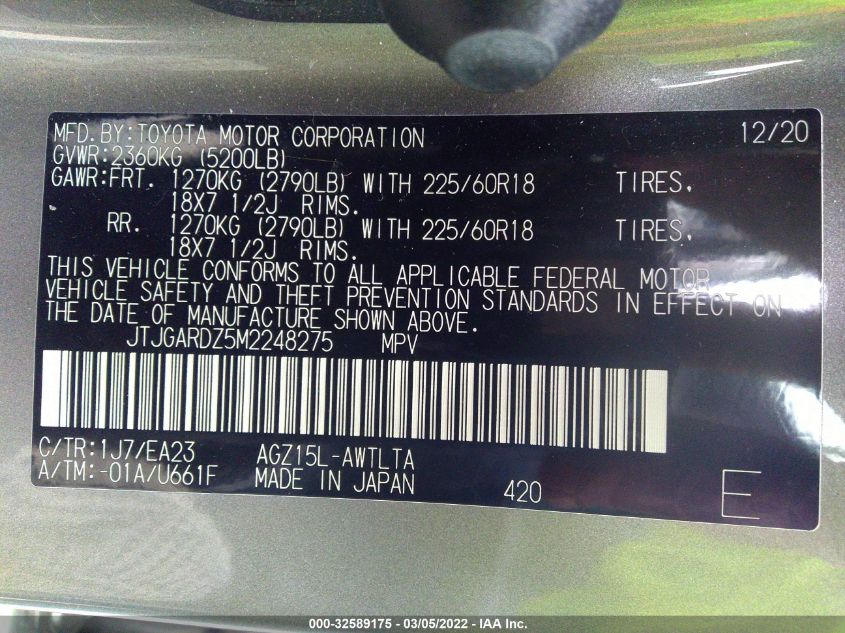 MFD.BY:TOYOTA MOTOR CORPORATION 12/20
GVWR:2360KG (5200LB)
GAWR:FRT. 1270KG (2790LB) WITH 225/60R18 TIRES,
18X7 1/2J RIMS.
RR. 1270KG (2790LB) WITH 225/60R18 TIRES,
18X7 1/2J RIMS.
THIS VEHICLE CONFORMS TO ALL APPLICABLE FEDERAL MOTOR
VEHICLE SAFETY AND THEFT PREVENTION STANDARDS IN EFFECT ON
THE DATE OF MANUFACTURE SHOWN ABOVE.
JTJGARDZ5M2248275 MPV
C/TR:1J7/EA23 AGZ15L-AWTLTA
A/TM:-01A/U661F MADE IN JAPAN 420 E
000-32589175 - 03/05/2022 - IAA Inc.